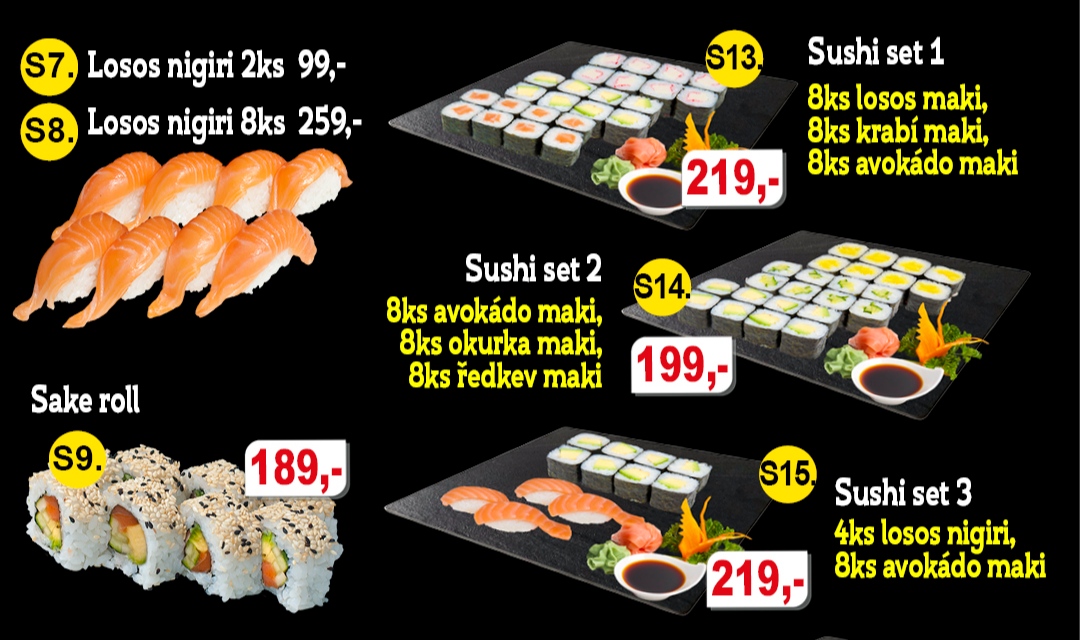 S7. Losos nigiri 2ks 99,-
S8. Losos nigiri 8ks 259,-
S13.
Sushi set 1
8ks losos maki,
8ks krabí maki,
8ks avokádo maki
219,-
Sushi set 2
8ks avokádo maki,
8ks okurka maki,
8ks ředkev maki
S14.
199,-
Sake roll
S9.
189,-
S15.
Sushi set 3
4ks losos nigiri,
8ks avokádo maki
219,-